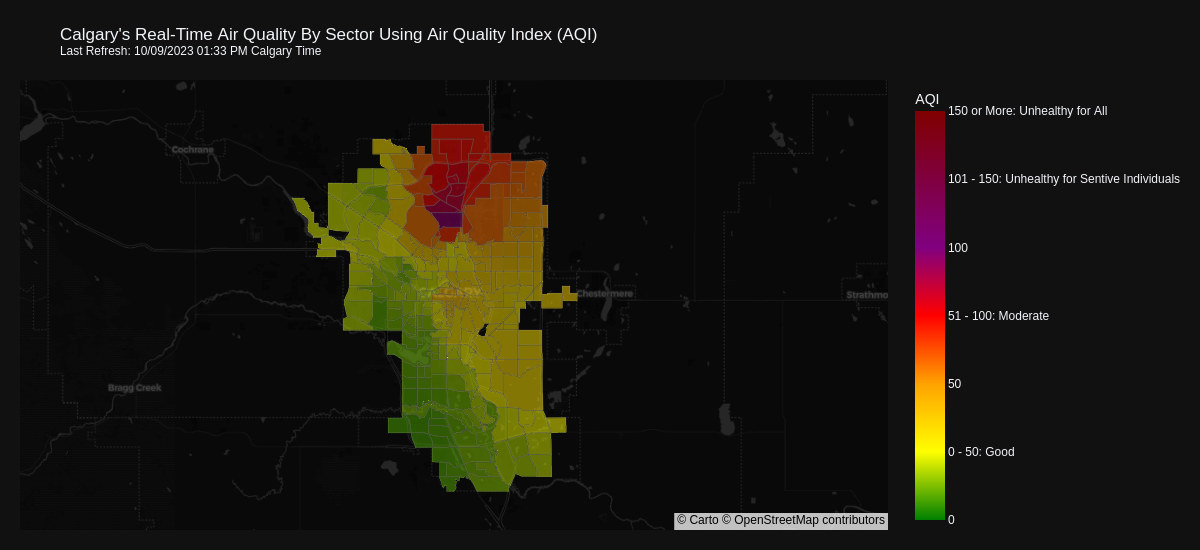 Calgary's Real-Time Air Quality By Sector Using Air Quality Index (AQI)
Last Refresh: 10/09/2023 01:33 PM Calgary Time
AQI
150 or More: Unhealthy for All
101 - 150: Unhealthy for Sentive Individuals
100
51 - 100: Moderate
50
0 - 50: Good
0
Cochrane
CALGARY
Chestermere
Strathmo
Bragg Creek
© Carto © OpenStreetMap contributors